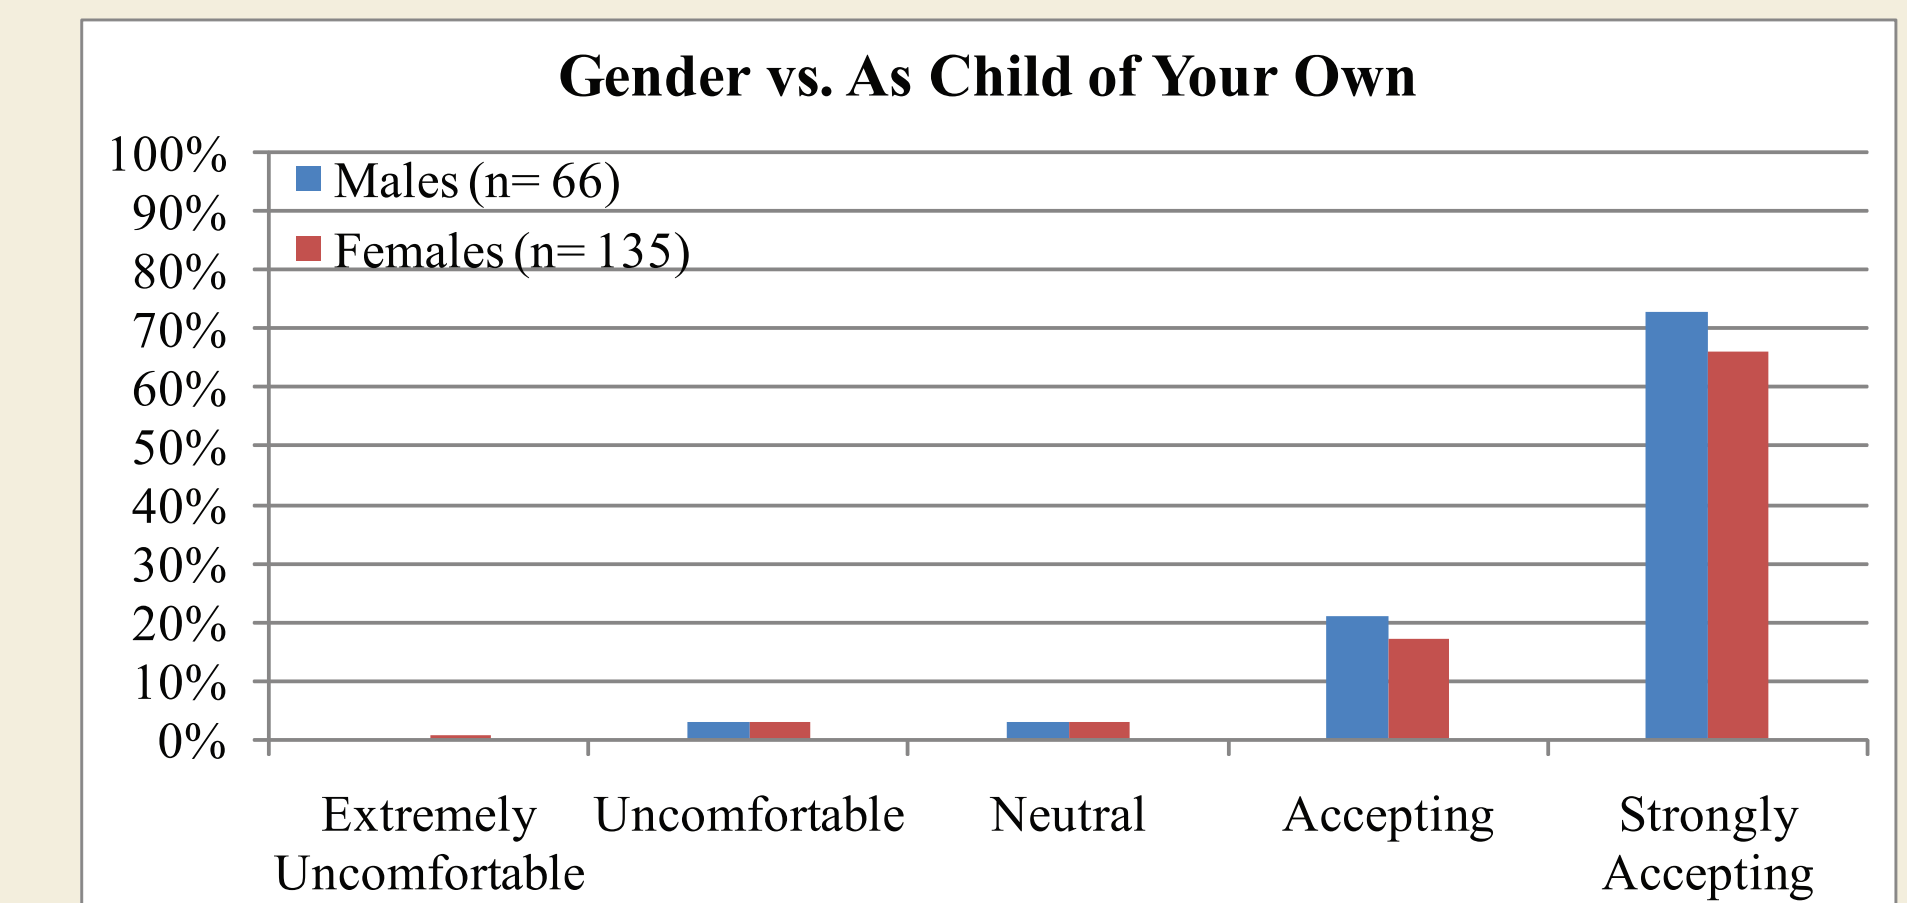 Gender vs. As Child of Your Own
100%
90%
80%
70%
60%
50%
40%
30%
20%
10%
0%
Males (n= 66)
Females (n= 135)
Extremely Uncomfortable
Uncomfortable
Neutral
Accepting
Strongly Accepting